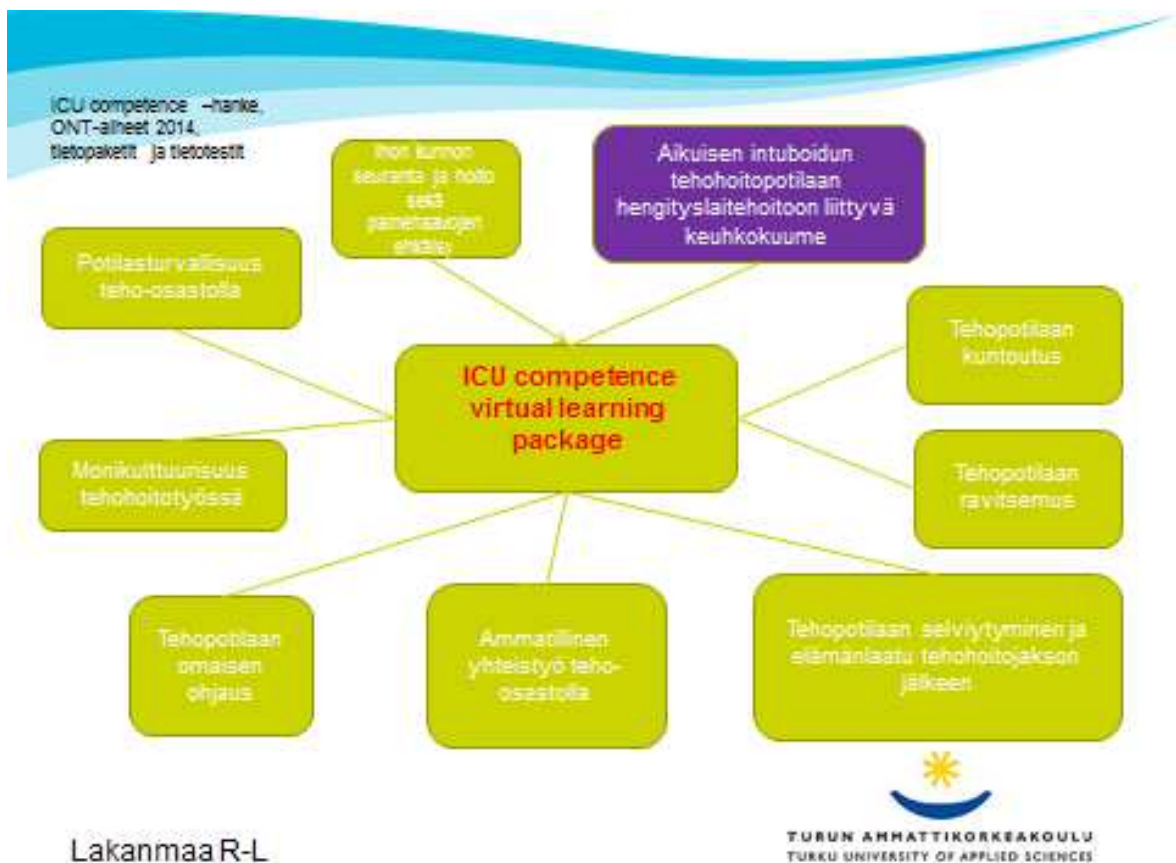 ICU competence –hanke,
ONT-aiheet 2014,
tietopaketit ja tietotestit
Ihon kunnon
seuranta ja hoito
sekä
painehaavojen
ehkäisy
Aikuisen intuboidun
tehohoitopotilaan
hengityslaitehoitoon liittyvä
keuhkokuume
Potilasturvallisuus
teho-osastolla
Tehopotilaan
kuntoutus
ICU competence
virtual learning
package
Monikulttuurisuus
tehohoitotyössä
Tehopotilaan
ravitsemus
Tehopotilaan
omaisen
ohjaus
Ammatillinen
yhteistyö teho-
osastolla
Tehopotilaan selviytyminen ja
elämänlaatu tehohoitojakson
jälkeen
Lakanmaa R-L
TURUN AMMATTIKORKEAKOULU
TURKU UNIVERSITY OF APPLIED SCIENCES